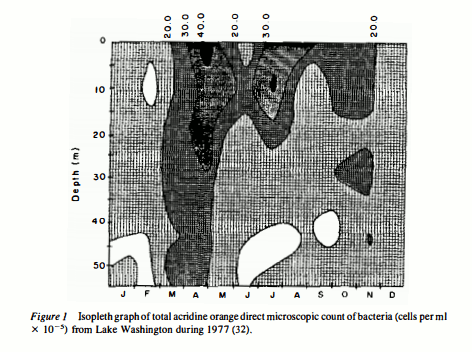 20.0 30.0 40.0 20.0 30.0 20.0
0
10
20
30
40
50
Depth (m)
J F M A M J J A S O N D
Figure 1 Isopleth graph of total acridine orange direct microscopic count of bacteria (cells per ml
× 10⁻⁵) from Lake Washington during 1977 (32).